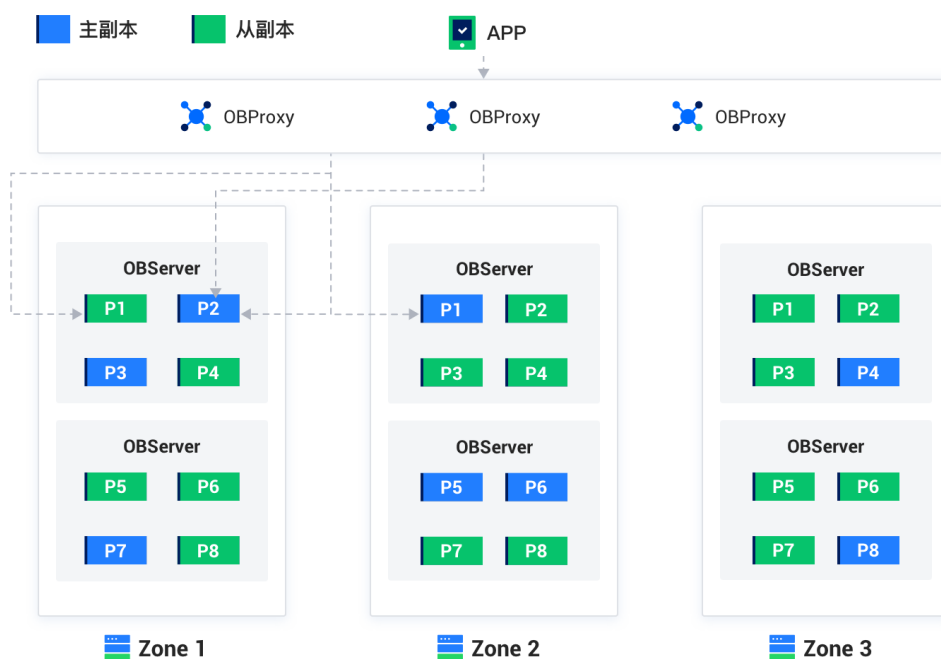 主副本
从副本
APP
OBProxy
OBProxy
OBProxy
OBServer
P1
P2
P3
P4
OBServer
P5
P6
P7
P8
Zone 1
OBServer
P1
P2
P3
P4
OBServer
P5
P6
P7
P8
Zone 2
OBServer
P1
P2
P3
P4
OBServer
P5
P6
P7
P8
Zone 3